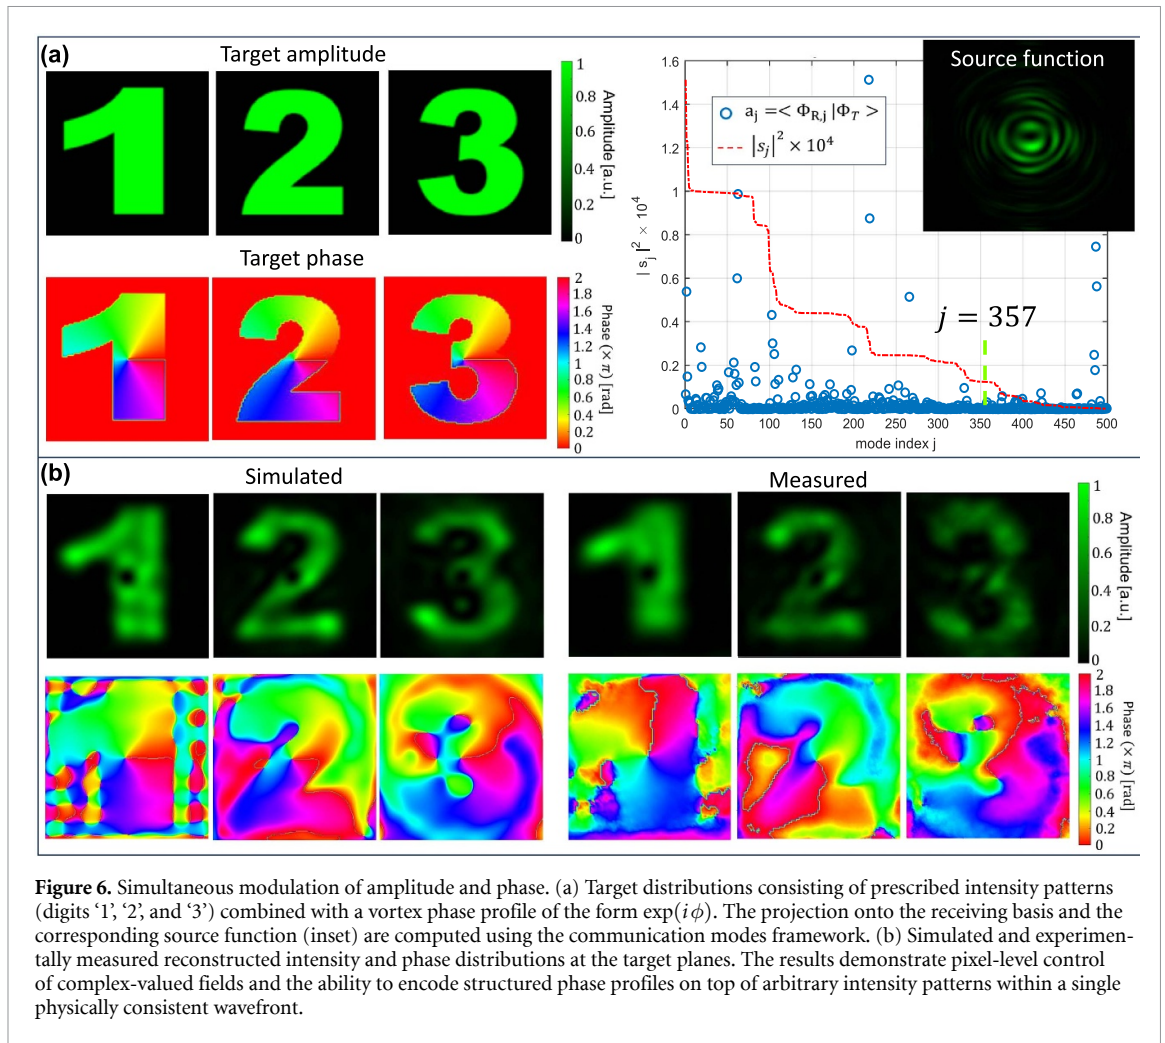 (a)
Target amplitude
1
0.8
0.6
0.4
0.2
0
Amplitude [a.u.]
Target phase
2
1.8
1.6
1.4
1.2
1
0.8
0.6
0.4
0.2
0
Phase (× π) [rad]
Source function
a_j =< Φ_{R,j} |Φ_T >
|s_j|² × 10⁴
j = 357
1.6
1.4
1.2
1
0.8
0.6
0.4
0.2
0
| s_j |² × 10⁴
0 50 100 150 200 250 300 350 400 450 500
mode index j
(b)
Simulated
Measured
1
0.8
0.6
0.4
0.2
0
Amplitude [a.u.]
2
1.8
1.6
1.4
1.2
1
0.8
0.6
0.4
0.2
0
Phase (× π) [rad]
Figure 6. Simultaneous modulation of amplitude and phase. (a) Target distributions consisting of prescribed intensity patterns
(digits ‘1’, ‘2’, and ‘3’) combined with a vortex phase profile of the form exp(iϕ). The projection onto the receiving basis and the
corresponding source function (inset) are computed using the communication modes framework. (b) Simulated and experimen-
tally measured reconstructed intensity and phase distributions at the target planes. The results demonstrate pixel-level control
of complex-valued fields and the ability to encode structured phase profiles on top of arbitrary intensity patterns within a single
physically consistent wavefront.